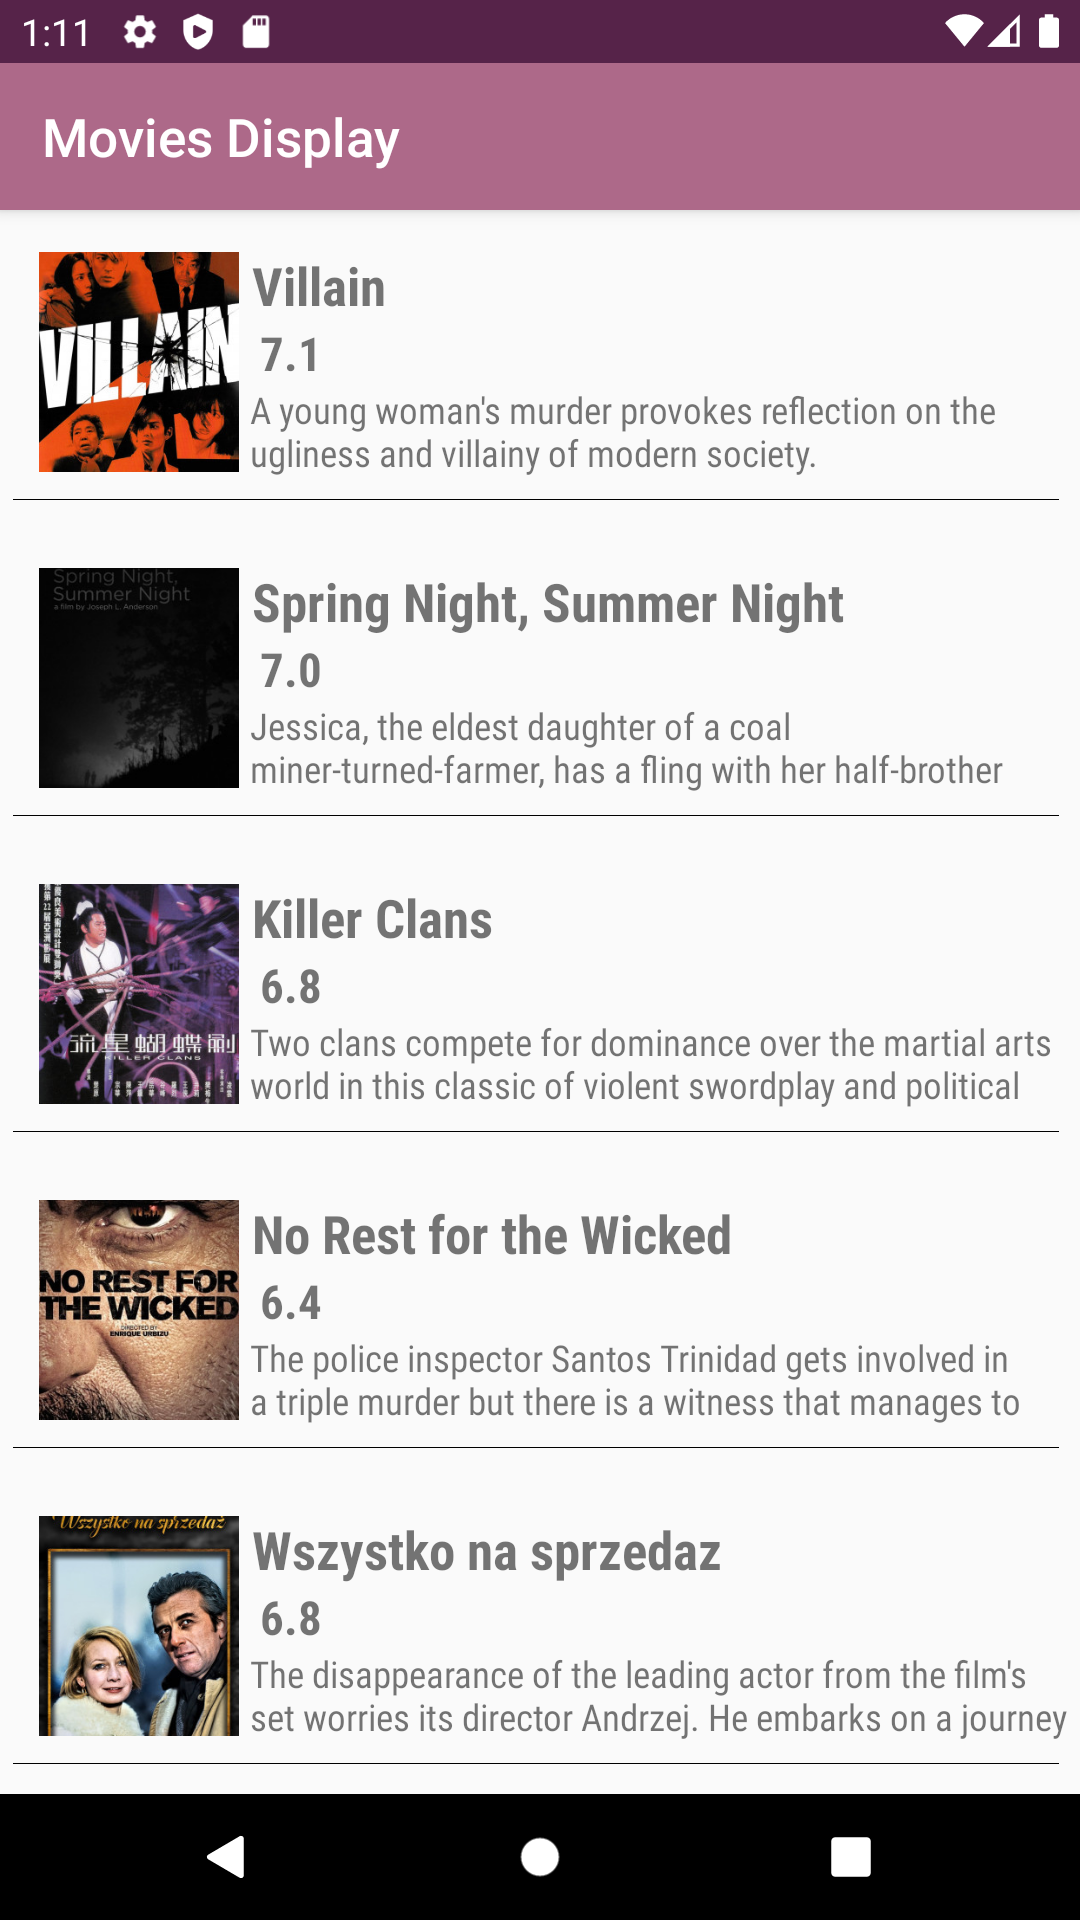 1:11
Movies Display
VILLAIN
Villain
7.1
A young woman's murder provokes reflection on the
ugliness and villainy of modern society.
Spring Night,
Summer Night
a film by Joseph L. Anderson
Spring Night, Summer Night
7.0
Jessica, the eldest daughter of a coal
miner-turned-farmer, has a fling with her half-brother
流星蝴蝶劍
KILLER CLANS
Killer Clans
6.8
Two clans compete for dominance over the martial arts
world in this classic of violent swordplay and political
NO REST FOR
THE WICKED
DIRECTED BY
ENRIQUE URBIZU
No Rest for the Wicked
6.4
The police inspector Santos Trinidad gets involved in
a triple murder but there is a witness that manages to
Wszystko na sprzedaż
Wszystko na sprzedaz
6.8
The disappearance of the leading actor from the film's
set worries its director Andrzej. He embarks on a journey